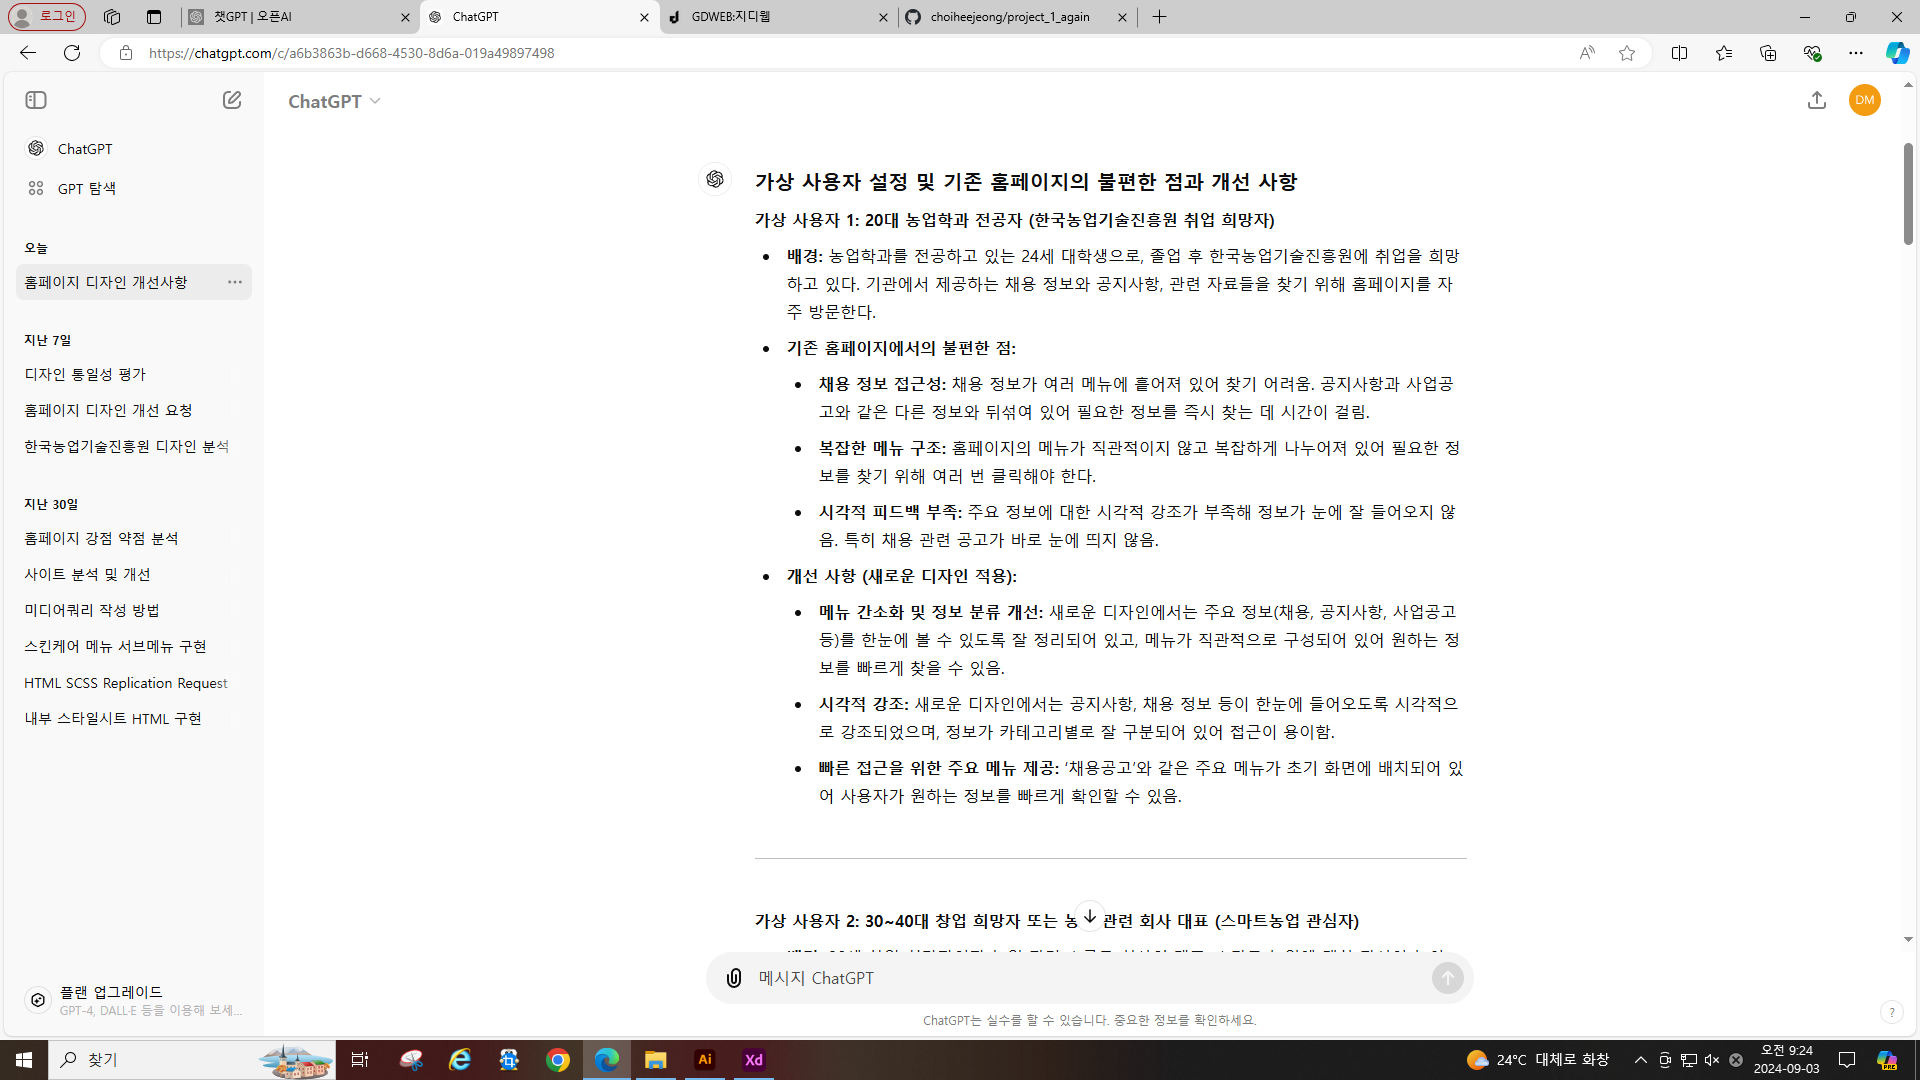 로그인
챗GPT | 오픈AI
ChatGPT
GDWEB:지디웹
choiheejeong/project_1_again
https://chatgpt.com/c/a6b3863b-d668-4530-8d6a-019a49897498
ChatGPT
DM
ChatGPT
GPT 탐색
오늘
홈페이지 디자인 개선사항
지난 7일
디자인 통일성 평가
홈페이지 디자인 개선 요청
한국농업기술진흥원 디자인 분석
지난 30일
홈페이지 강점 약점 분석
사이트 분석 및 개선
미디어쿼리 작성 방법
스킨케어 메뉴 서브메뉴 구현
HTML SCSS Replication Request
내부 스타일시트 HTML 구현
플랜 업그레이드
GPT-4, DALL·E 등을 이용해 보세...
가상 사용자 설정 및 기존 홈페이지의 불편한 점과 개선 사항
가상 사용자 1: 20대 농업학과 전공자 (한국농업기술진흥원 취업 희망자)
배경: 농업학과를 전공하고 있는 24세 대학생으로, 졸업 후 한국농업기술진흥원에 취업을 희망
하고 있다. 기관에서 제공하는 채용 정보와 공지사항, 관련 자료들을 찾기 위해 홈페이지를 자
주 방문한다.
기존 홈페이지에서의 불편한 점:
채용 정보 접근성: 채용 정보가 여러 메뉴에 흩어져 있어 찾기 어려움. 공지사항과 사업공
고와 같은 다른 정보와 뒤섞여 있어 필요한 정보를 즉시 찾는 데 시간이 걸림.
복잡한 메뉴 구조: 홈페이지의 메뉴가 직관적이지 않고 복잡하게 나누어져 있어 필요한 정
보를 찾기 위해 여러 번 클릭해야 한다.
시각적 피드백 부족: 주요 정보에 대한 시각적 강조가 부족해 정보가 눈에 잘 들어오지 않
음. 특히 채용 관련 공고가 바로 눈에 띄지 않음.
개선 사항 (새로운 디자인 적용):
메뉴 간소화 및 정보 분류 개선: 새로운 디자인에서는 주요 정보(채용, 공지사항, 사업공고
등)를 한눈에 볼 수 있도록 잘 정리되어 있고, 메뉴가 직관적으로 구성되어 있어 원하는 정
보를 빠르게 찾을 수 있음.
시각적 강조: 새로운 디자인에서는 공지사항, 채용 정보 등이 한눈에 들어오도록 시각적으
로 강조되었으며, 정보가 카테고리별로 잘 구분되어 있어 접근이 용이함.
빠른 접근을 위한 주요 메뉴 제공: '채용공고'와 같은 주요 메뉴가 초기 화면에 배치되어 있
어 사용자가 원하는 정보를 빠르게 확인할 수 있음.
가상 사용자 2: 30~40대 창업 희망자 또는 농 관련 회사 대표 (스마트농업 관심자)
메시지 ChatGPT
ChatGPT는 실수를 할 수 있습니다. 중요한 정보를 확인하세요.
?
찾기
Ai
Xd
24°C 대체로 화창
오전 9:24
2024-09-03
PRE